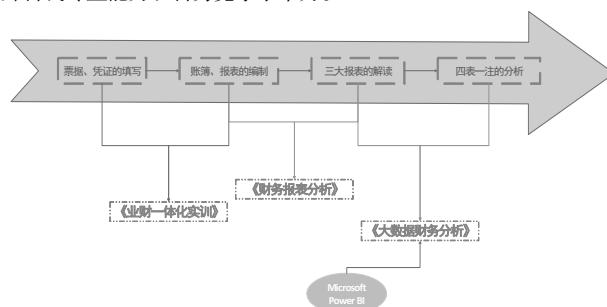 票据、凭证的填写
账簿、报表的编制
三大报表的解读
四表一注的分析
《财务报表分析》
《业财一体化实训》
《大数据财务分析》
Microsoft
Power BI